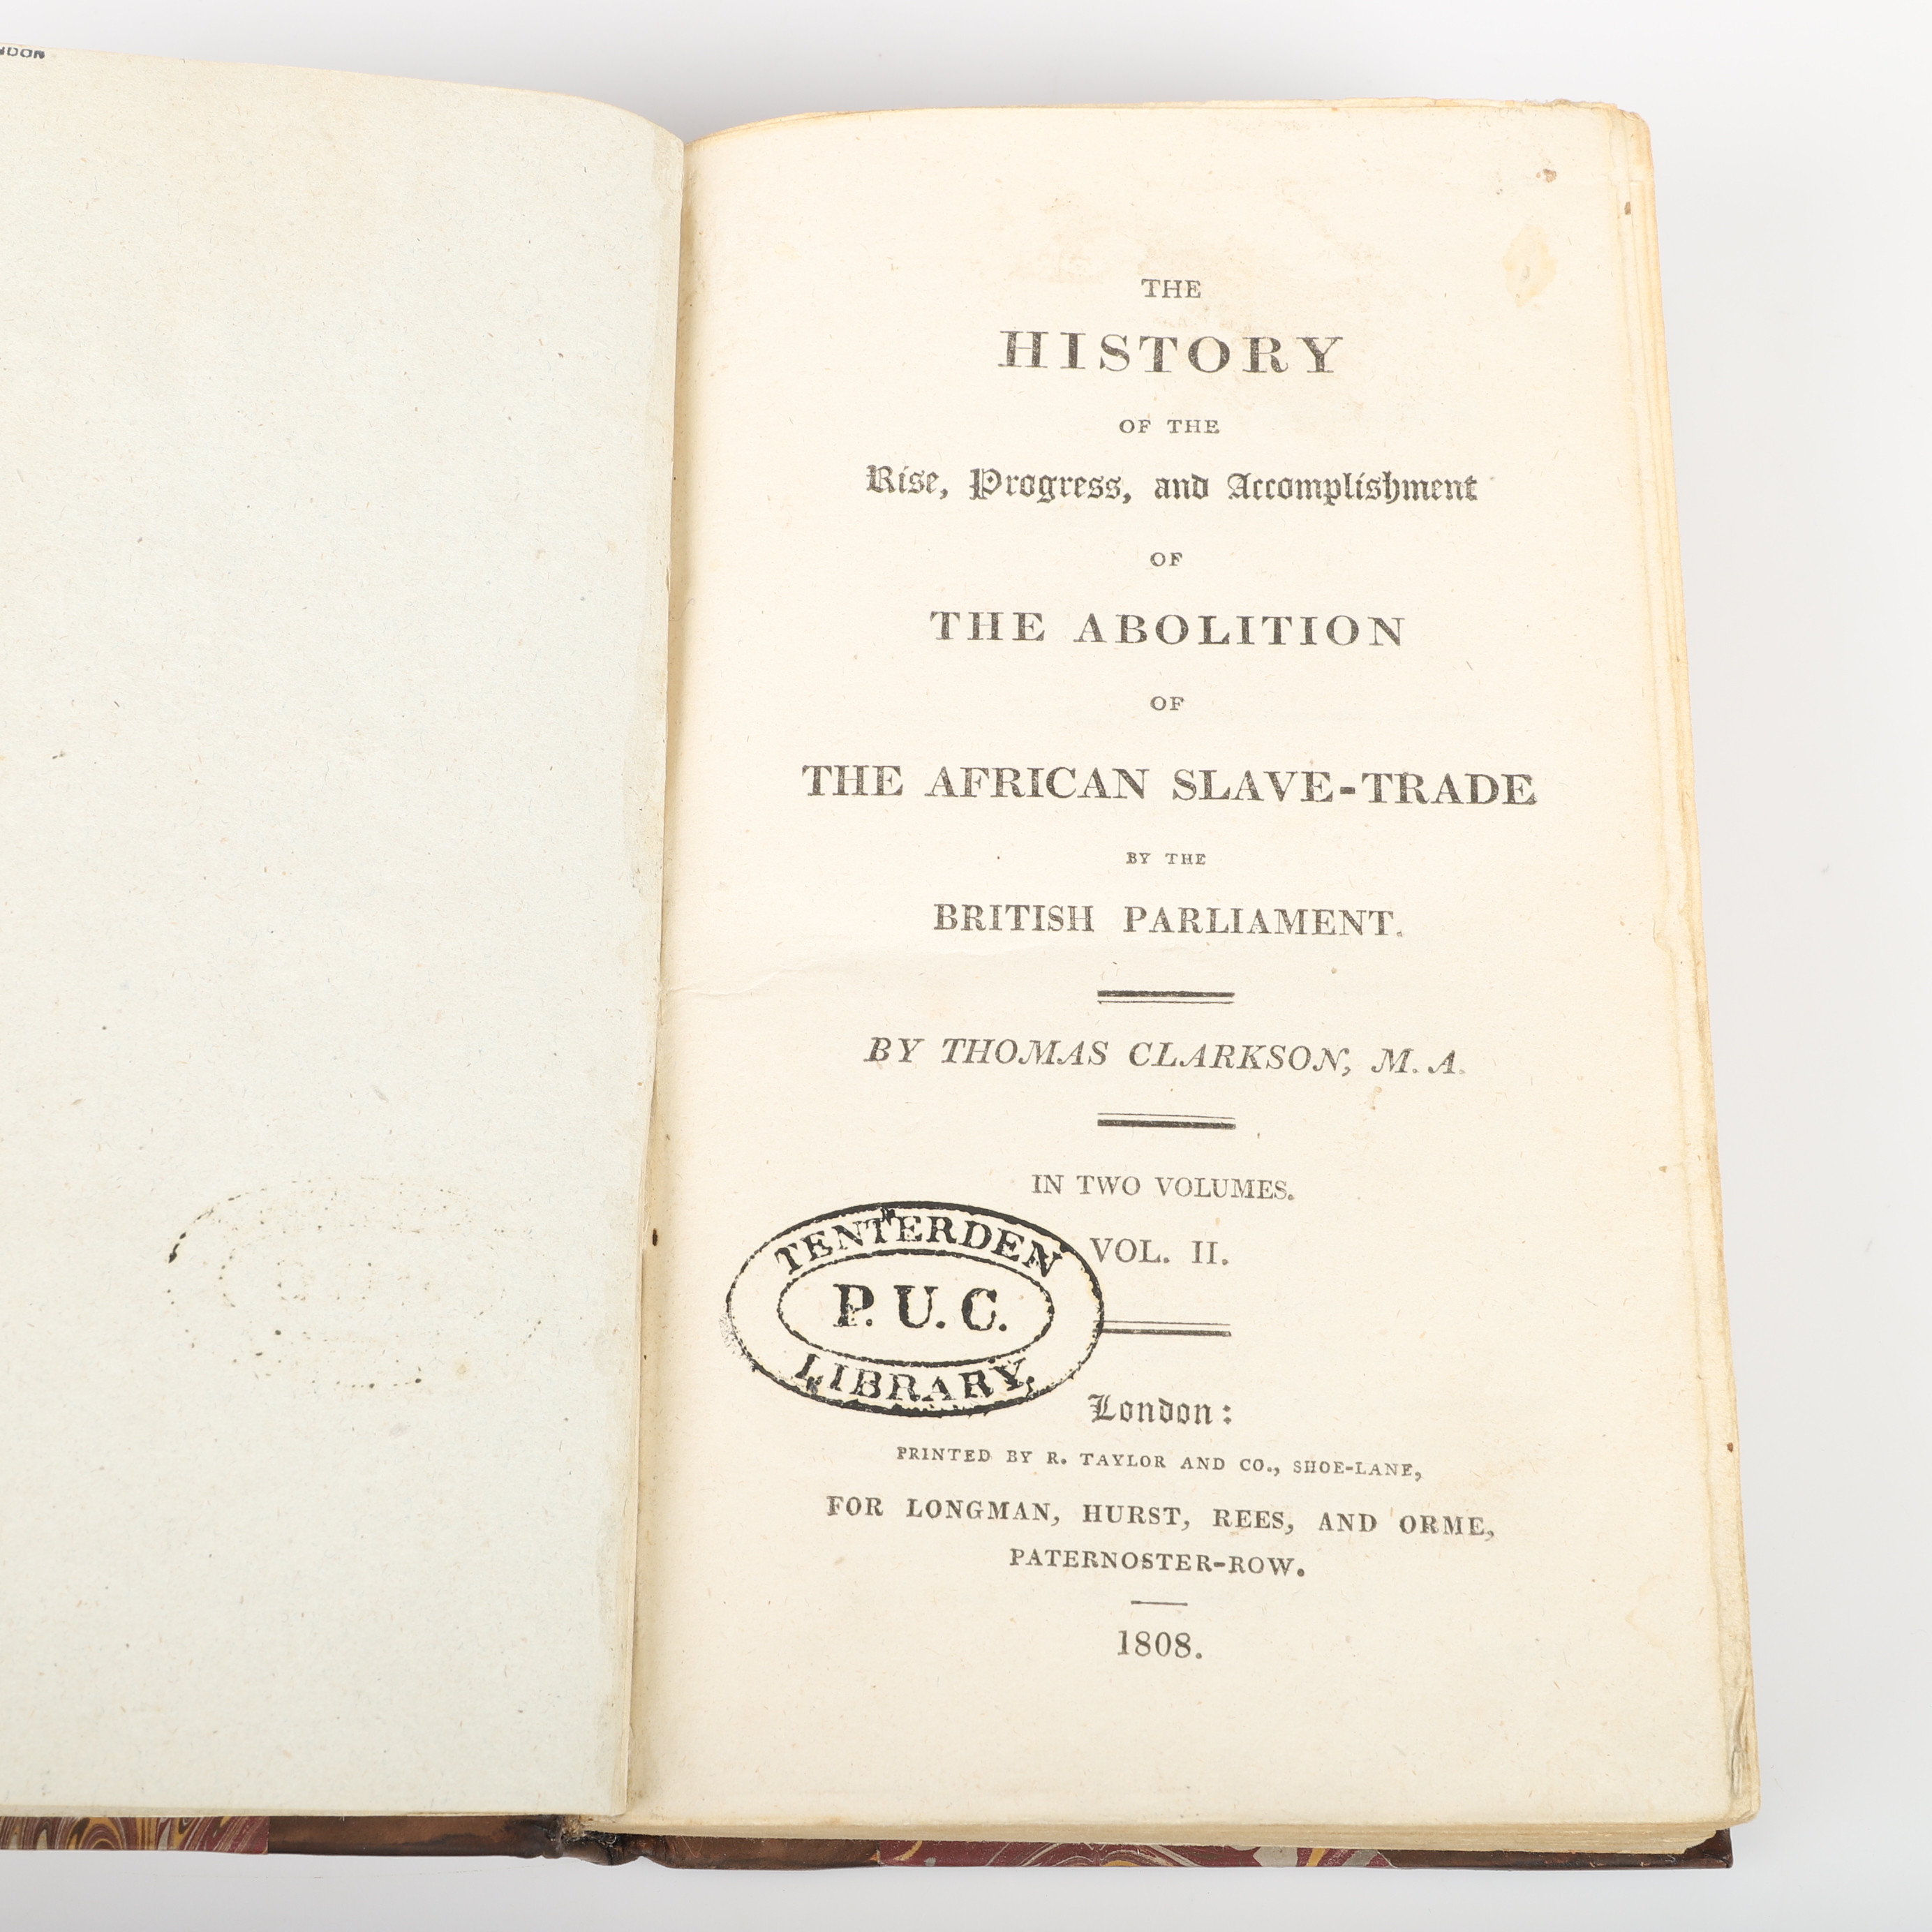 THE
HISTORY
OF THE
Rise, Progress, and Accomplishment
OF
THE ABOLITION
OF
THE AFRICAN SLAVE-TRADE
BY THE
BRITISH PARLIAMENT.
BY THOMAS CLARKSON, M. A.
IN TWO VOLUMES.
VOL. II.
TENTERDEN
P. U. C.
LIBRARY
London:
PRINTED BY R. TAYLOR AND CO., SHOE-LANE,
FOR LONGMAN, HURST, REES, AND ORME,
PATERNOSTER-ROW.
1808.